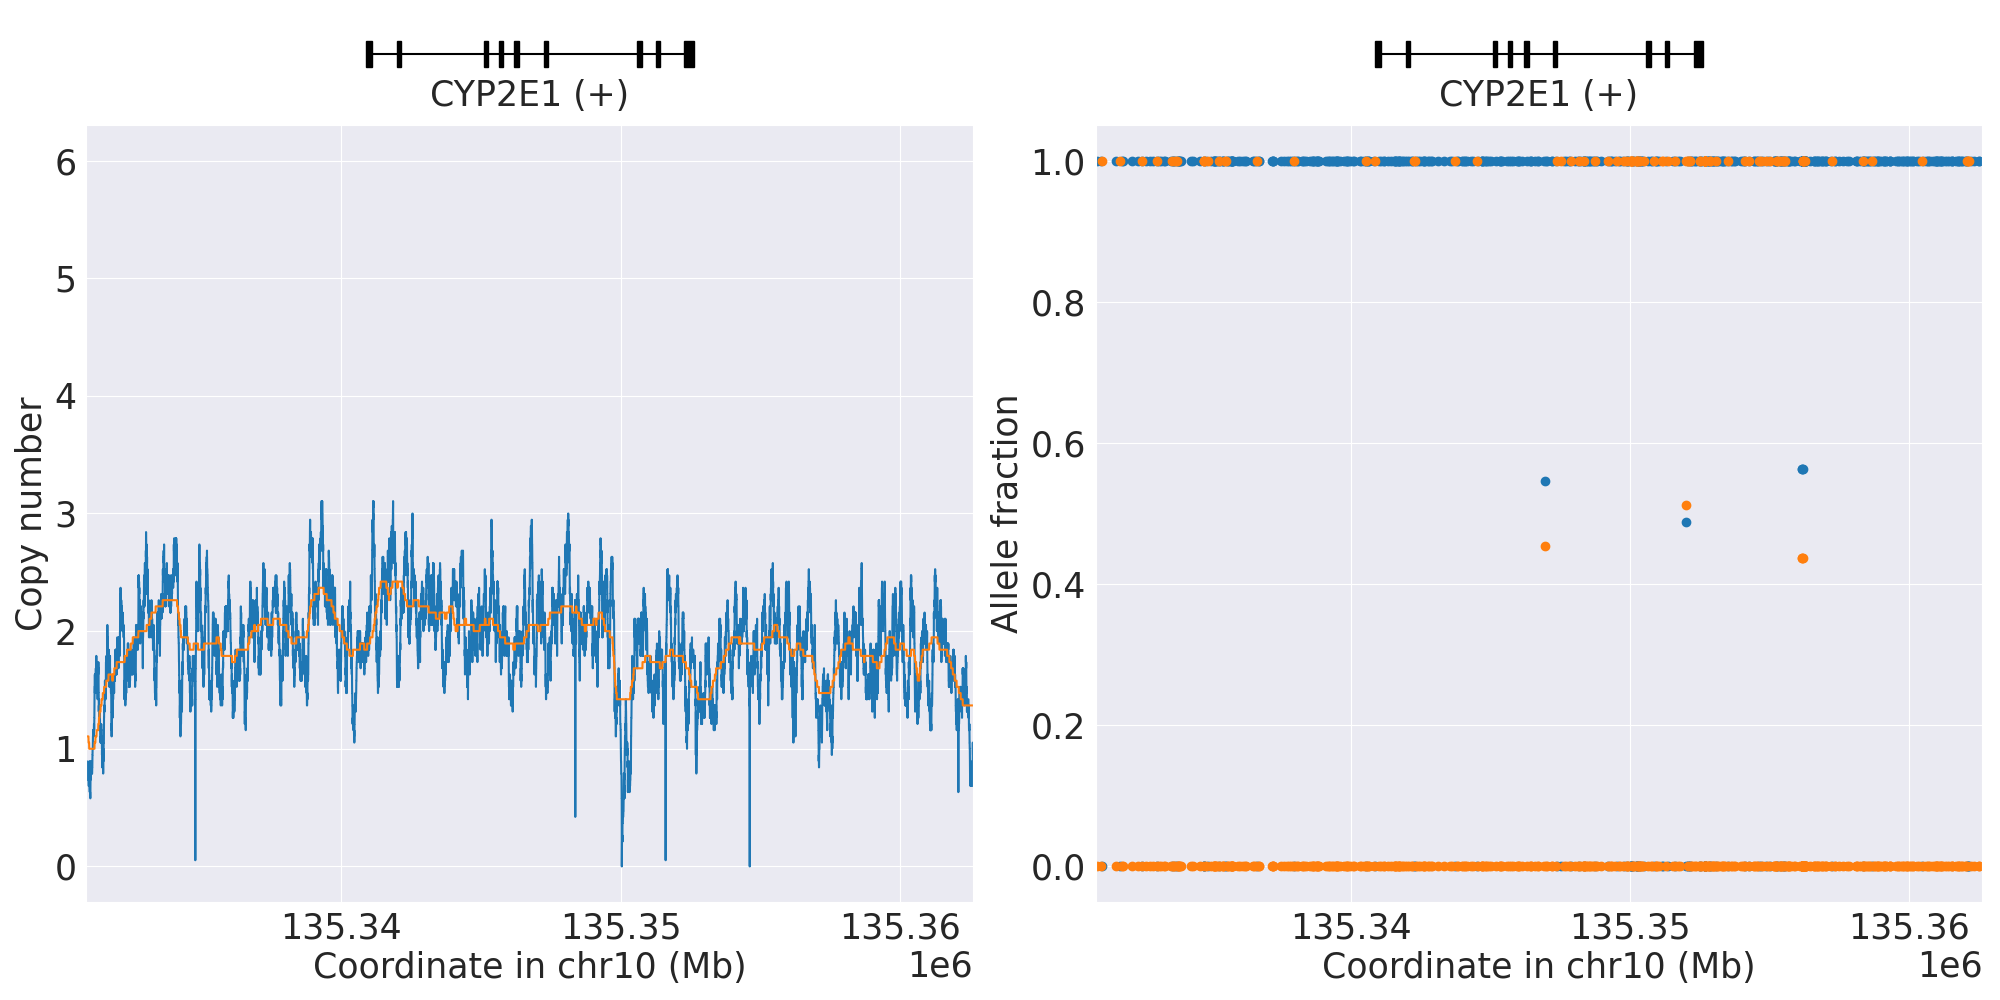 CYP2E1 (+)
6
5
4
3
2
1
0
Copy number
135.34 135.35 135.36
Coordinate in chr10 (Mb)
1e6
CYP2E1 (+)
1.0
0.8
0.6
0.4
0.2
0.0
Allele fraction
135.34 135.35 135.36
Coordinate in chr10 (Mb)
1e6